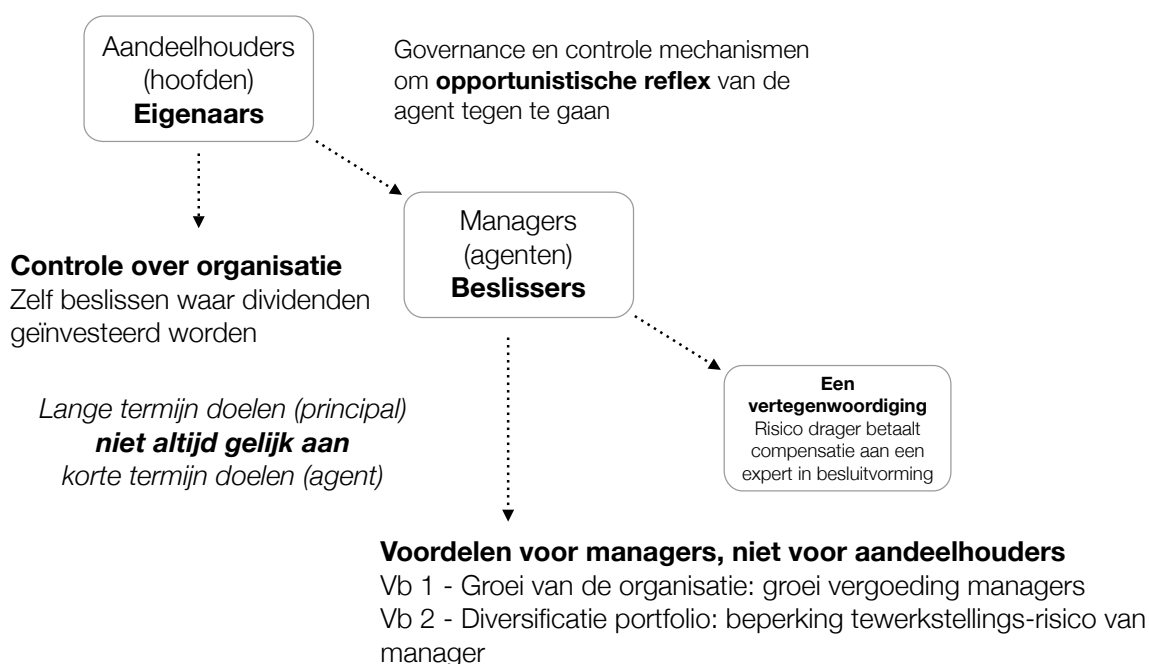 Aandeelhouders
(hoofden)
Eigenaars
Governance en controle mechanismen
om opportunistische reflex van de
agent tegen te gaan
Managers
(agenten)
Beslissers
Controle over organisatie
Zelf beslissen waar dividenden
geïnvesteerd worden
Een
vertegenwoordiging
Risico drager betaalt
compensatie aan een
expert in besluitvorming
Lange termijn doelen (principal)
niet altijd gelijk aan
korte termijn doelen (agent)
Voordelen voor managers, niet voor aandeelhouders
Vb 1 - Groei van de organisatie: groei vergoeding managers
Vb 2 - Diversificatie portfolio: beperking tewerkstellings-risico van
manager